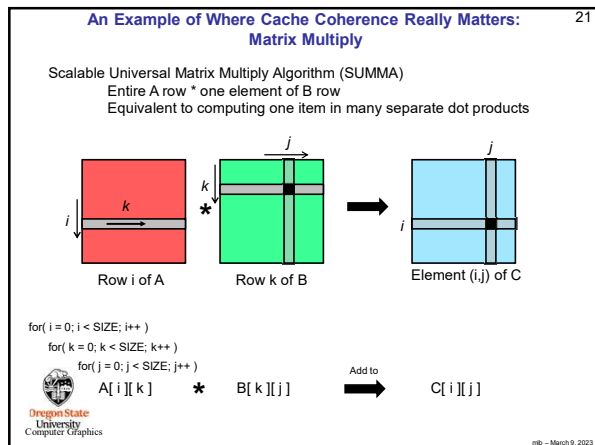 An Example of Where Cache Coherence Really Matters:
Matrix Multiply
21
Scalable Universal Matrix Multiply Algorithm (SUMMA)
Entire A row * one element of B row
Equivalent to computing one item in many separate dot products
j
j
k
i
k
*
i
Row i of A
Row k of B
Element (i,j) of C
for( i = 0; i < SIZE; i++ )
for( k = 0; k < SIZE; k++ )
for( j = 0; j < SIZE; j++ )
A[ i ][ k ] * B[ k ][ j ] Add to C[ i ][ j ]
Oregon State
University
Computer Graphics
mjb – March 9, 2023